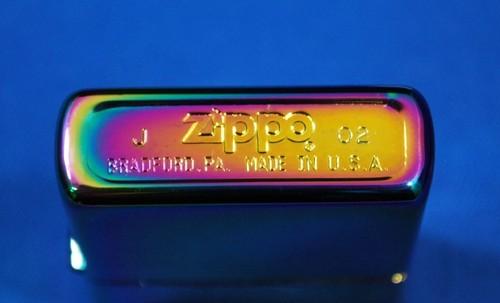 J Zippo® 02
BRADFORD, PA. MADE IN U.S.A.